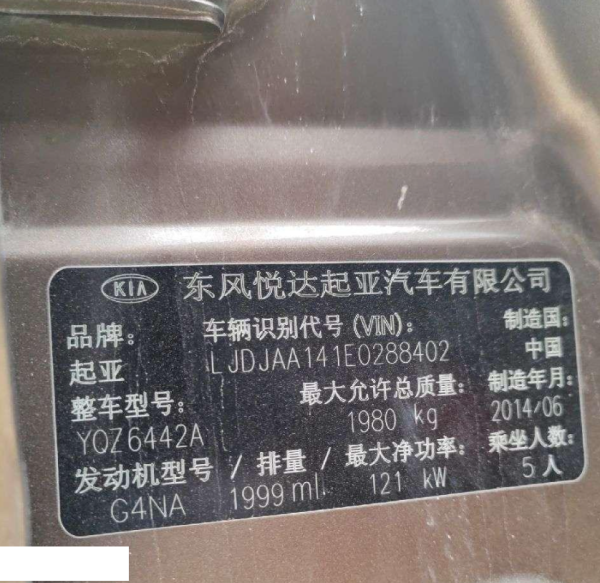 KIA 东风悦达起亚汽车有限公司
品牌: 车辆识别代号(VIN): 制造国:
起亚 LJDJAA141E0288402 中国
整车型号: 最大允许总质量: 制造年月:
YQZ6442A 1980 kg 2014/06
发动机型号 / 排量 / 最大净功率: 乘坐人数:
G4NA 1999 ml 121 kW 5人